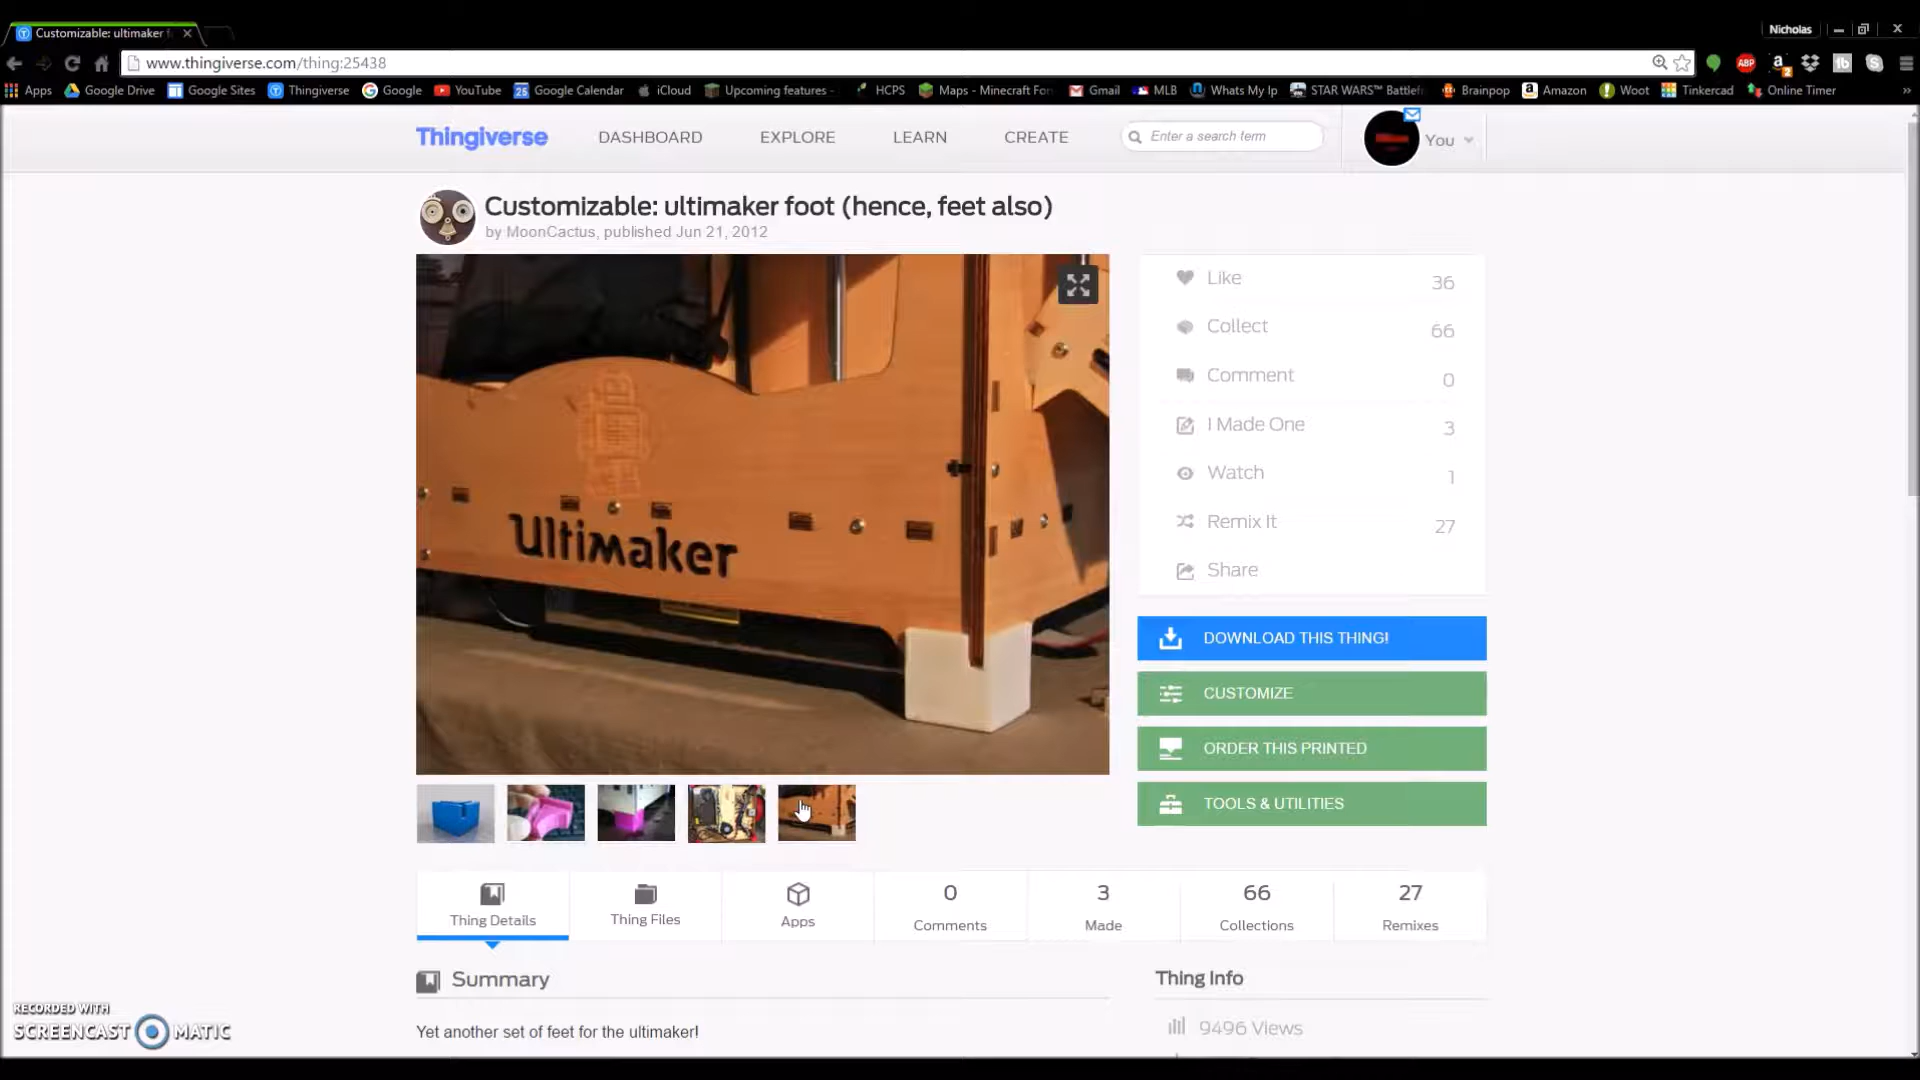 Customizable: ultimaker
Nicholas
www.thingiverse.com/thing:25438
ABP
Apps Google Drive Google Sites Thingiverse Google YouTube 25 Google Calendar iCloud Upcoming features - HCPS Maps - Minecraft For Gmail MLB Whats My Ip STAR WARS™ Battlefr Brainpop Amazon Woot Tinkercad Online Timer
Thingiverse DASHBOARD EXPLORE LEARN CREATE Enter a search term You
Customizable: ultimaker foot (hence, feet also)
by MoonCactus, published Jun 21, 2012
Like 36
Collect 66
Comment 0
I Made One 3
Watch 1
Remix It 27
Share
Ultimaker
DOWNLOAD THIS THING!
CUSTOMIZE
ORDER THIS PRINTED
TOOLS & UTILITIES
Thing Details
Thing Files
Apps
0 Comments
3 Made
66 Collections
27 Remixes
Summary
Yet another set of feet for the ultimaker!
Thing Info
9496 Views
RECORDED WITH
SCREENCAST MATIC